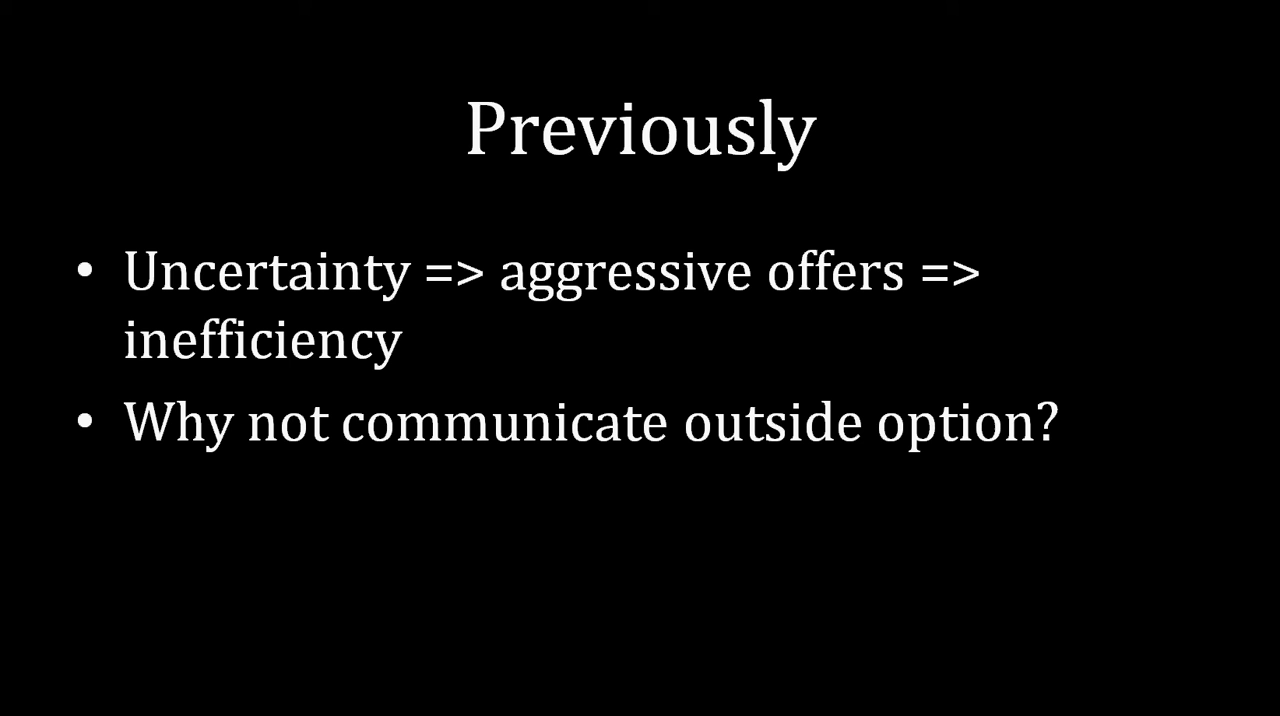 Previously
• Uncertainty => aggressive offers =>
inefficiency
• Why not communicate outside option?